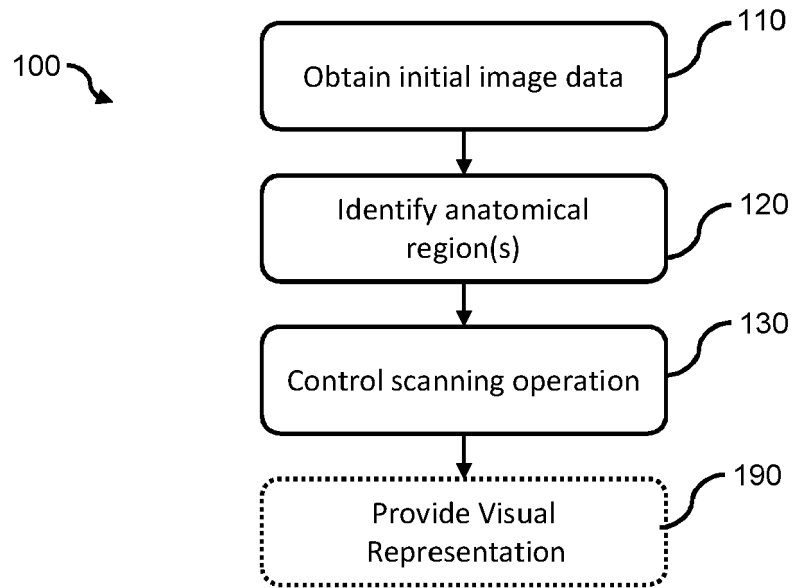 100
110
Obtain initial image data
120
Identify anatomical
region(s)
130
Control scanning operation
190
Provide Visual
Representation